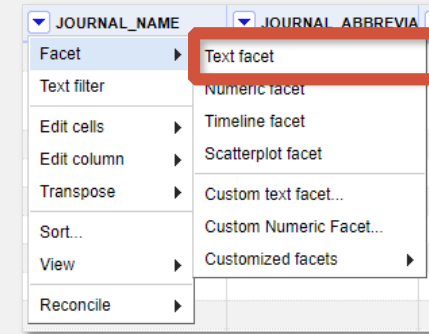 JOURNAL_NAME
JOURNAL_ABBREVIA
Facet
Text filter
Edit cells
Edit column
Transpose
Sort...
View
Reconcile
Text facet
Numeric facet
Timeline facet
Scatterplot facet
Custom text facet...
Custom Numeric Facet...
Customized facets